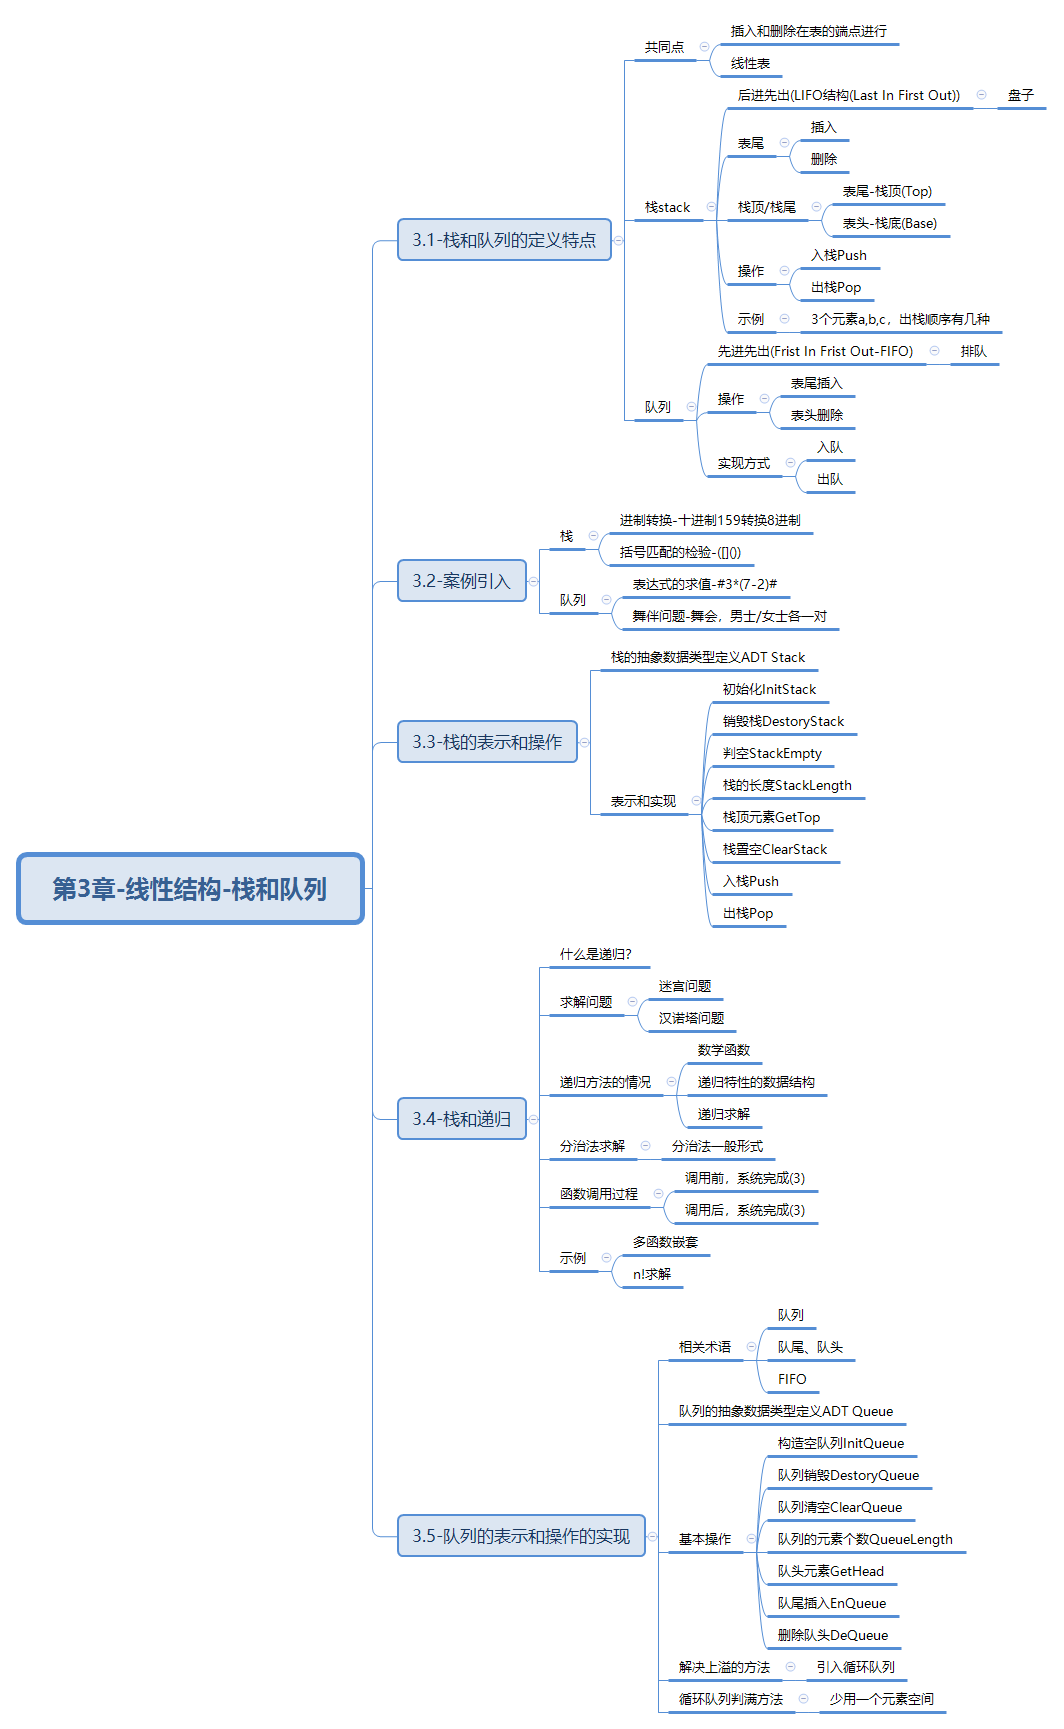 第3章-线性结构-栈和队列
3.1-栈和队列的定义特点
共同点
插入和删除在表的端点进行
线性表
栈stack
后进先出(LIFO结构(Last In First Out))
盘子
表尾
插入
删除
栈顶/栈尾
表尾-栈顶(Top)
表头-栈底(Base)
操作
入栈Push
出栈Pop
示例
3个元素a,b,c，出栈顺序有几种
队列
先进先出(Frist In Frist Out-FIFO)
排队
操作
表尾插入
表头删除
实现方式
入队
出队
3.2-案例引入
栈
进制转换-十进制159转换8进制
括号匹配的检验-([]())
队列
表达式的求值-#3*(7-2)#
舞伴问题-舞会，男士/女士各一对
3.3-栈的表示和操作
栈的抽象数据类型定义ADT Stack
表示和实现
初始化InitStack
销毁栈DestoryStack
判空StackEmpty
栈的长度StackLength
栈顶元素GetTop
栈置空ClearStack
入栈Push
出栈Pop
3.4-栈和递归
什么是递归?
求解问题
迷宫问题
汉诺塔问题
递归方法的情况
数学函数
递归特性的数据结构
递归求解
分治法求解
分治法一般形式
函数调用过程
调用前，系统完成(3)
调用后，系统完成(3)
示例
多函数嵌套
n!求解
3.5-队列的表示和操作的实现
相关术语
队列
队尾、队头
FIFO
队列的抽象数据类型定义ADT Queue
基本操作
构造空队列InitQueue
队列销毁DestoryQueue
队列清空ClearQueue
队列的元素个数QueueLength
队头元素GetHead
队尾插入EnQueue
删除队头DeQueue
解决上溢的方法
引入循环队列
循环队列判满方法
少用一个元素空间